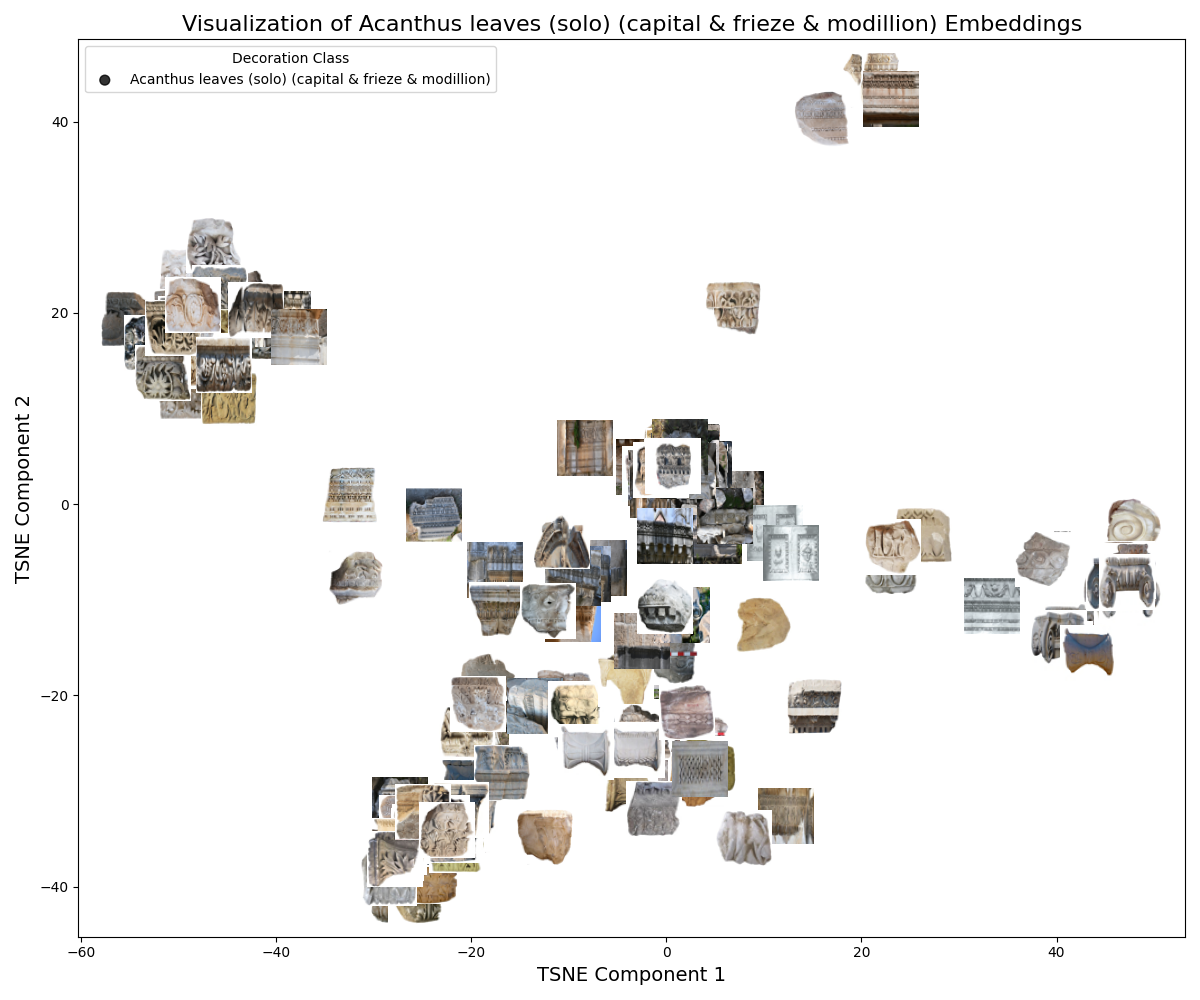 Visualization of Acanthus leaves (solo) (capital & frieze & modillion) Embeddings
Decoration Class
Acanthus leaves (solo) (capital & frieze & modillion)
TSNE Component 2
40
20
0
−20
−40
−60
−40
−20
0
20
40
TSNE Component 1